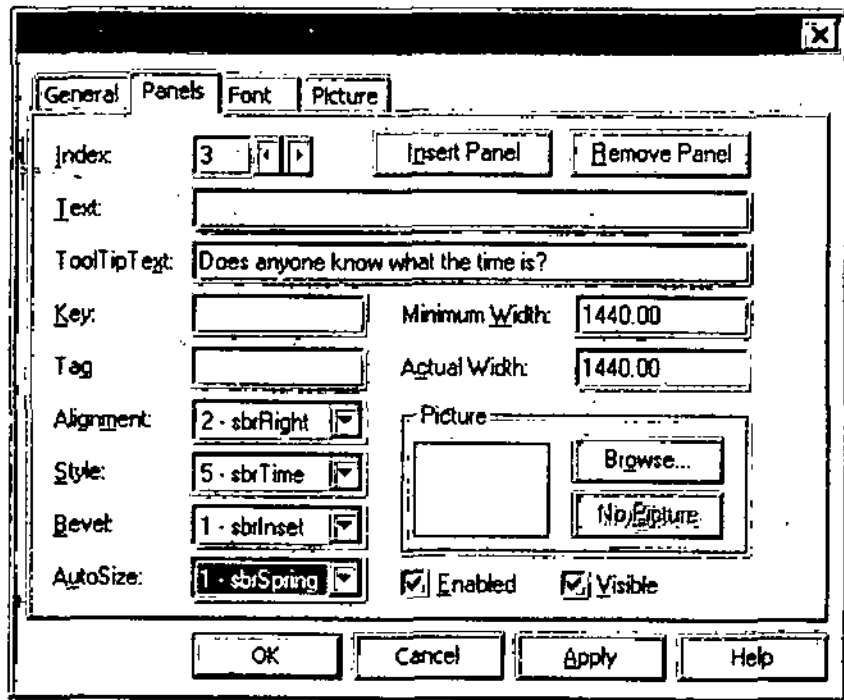 General Panels Font Picture
Index: 3 Insert Panel Remove Panel
Text:
ToolTipText: Does anyone know what the time is?
Key: Minimum Width: 1440.00
Tag Actual Width: 1440.00
Alignment: 2 - sbrRight Picture
Style: 5 - sbrTime Browse...
Bevel: 1 - sbrInset No Picture
AutoSize: 1 - sbrSpring Enabled Visible
OK Cancel Apply Help